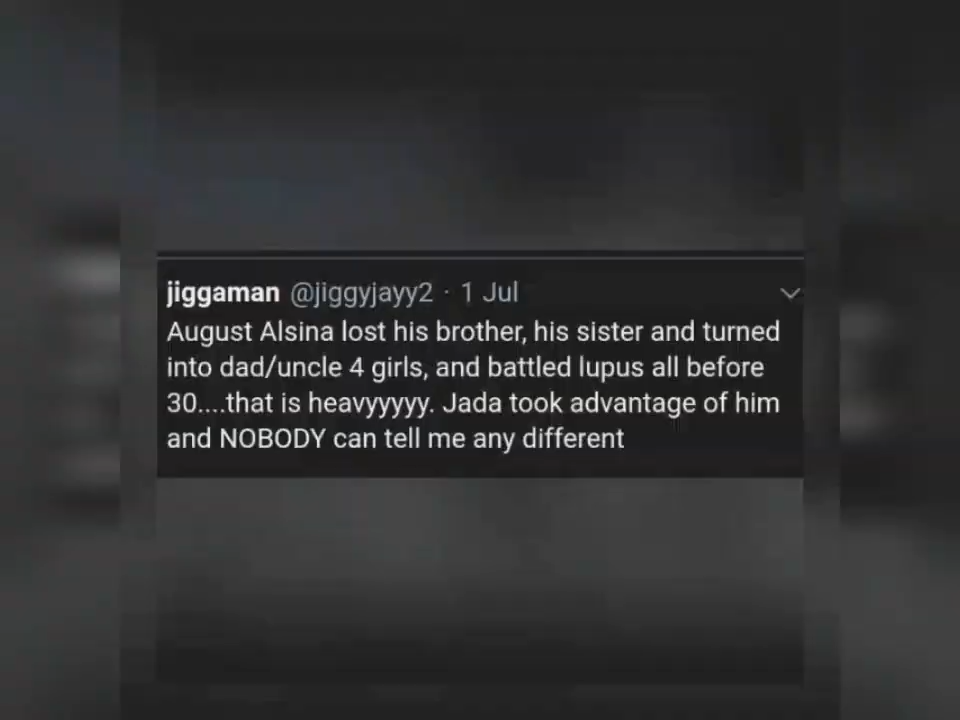 jiggaman @jiggyjayy2 · 1 Jul
August Alsina lost his brother, his sister and turned
into dad/uncle 4 girls, and battled lupus all before
30....that is heavyyyyy. Jada took advantage of him
and NOBODY can tell me any different